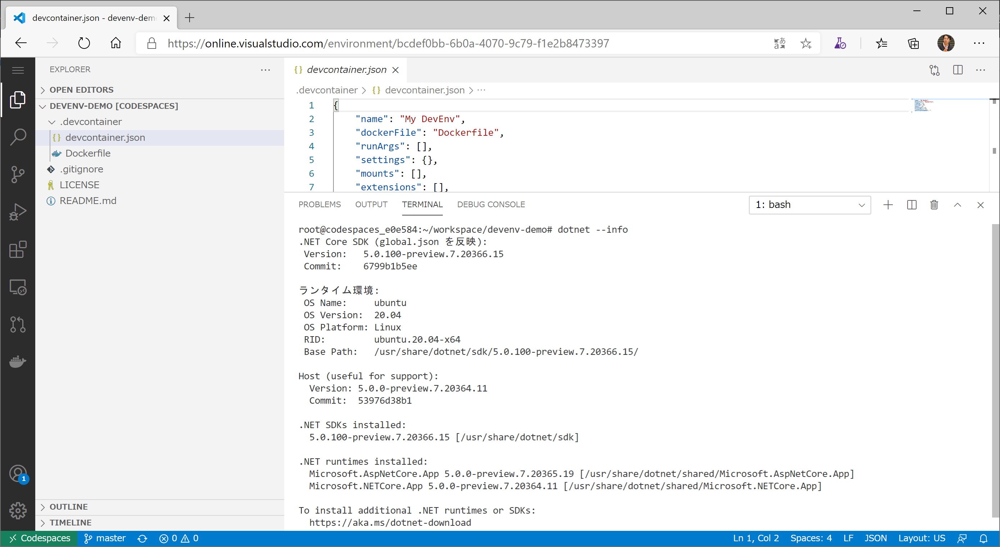 devcontainer.json - devenv-dem
https://online.visualstudio.com/environment/bcdef0bb-6b0a-4070-9c79-f1e2b8473397
EXPLORER
OPEN EDITORS
DEVENV-DEMO [CODESPACES]
.devcontainer
devcontainer.json
Dockerfile
.gitignore
LICENSE
README.md
OUTLINE
TIMELINE
devcontainer.json
.devcontainer > {} devcontainer.json > ...
1 {
2 "name": "My DevEnv",
3 "dockerFile": "Dockerfile",
4 "runArgs": [],
5 "settings": {},
6 "mounts": [],
7 "extensions": [],
PROBLEMS OUTPUT TERMINAL DEBUG CONSOLE 1: bash
root@codespaces_e0e584:~/workspace/devenv-demo# dotnet --info
.NET Core SDK (global.json を反映):
Version: 5.0.100-preview.7.20366.15
Commit: 6799b1b5ee
ランタイム環境:
OS Name: ubuntu
OS Version: 20.04
OS Platform: Linux
RID: ubuntu.20.04-x64
Base Path: /usr/share/dotnet/sdk/5.0.100-preview.7.20366.15/
Host (useful for support):
Version: 5.0.0-preview.7.20364.11
Commit: 53976d38b1
.NET SDKs installed:
5.0.100-preview.7.20366.15 [/usr/share/dotnet/sdk]
.NET runtimes installed:
Microsoft.AspNetCore.App 5.0.0-preview.7.20365.19 [/usr/share/dotnet/shared/Microsoft.AspNetCore.App]
Microsoft.NETCore.App 5.0.0-preview.7.20364.11 [/usr/share/dotnet/shared/Microsoft.NETCore.App]
To install additional .NET runtimes or SDKs:
https://aka.ms/dotnet-download
1
Codespaces master 0 0 Ln 1, Col 2 Spaces: 4 LF JSON Layout: US